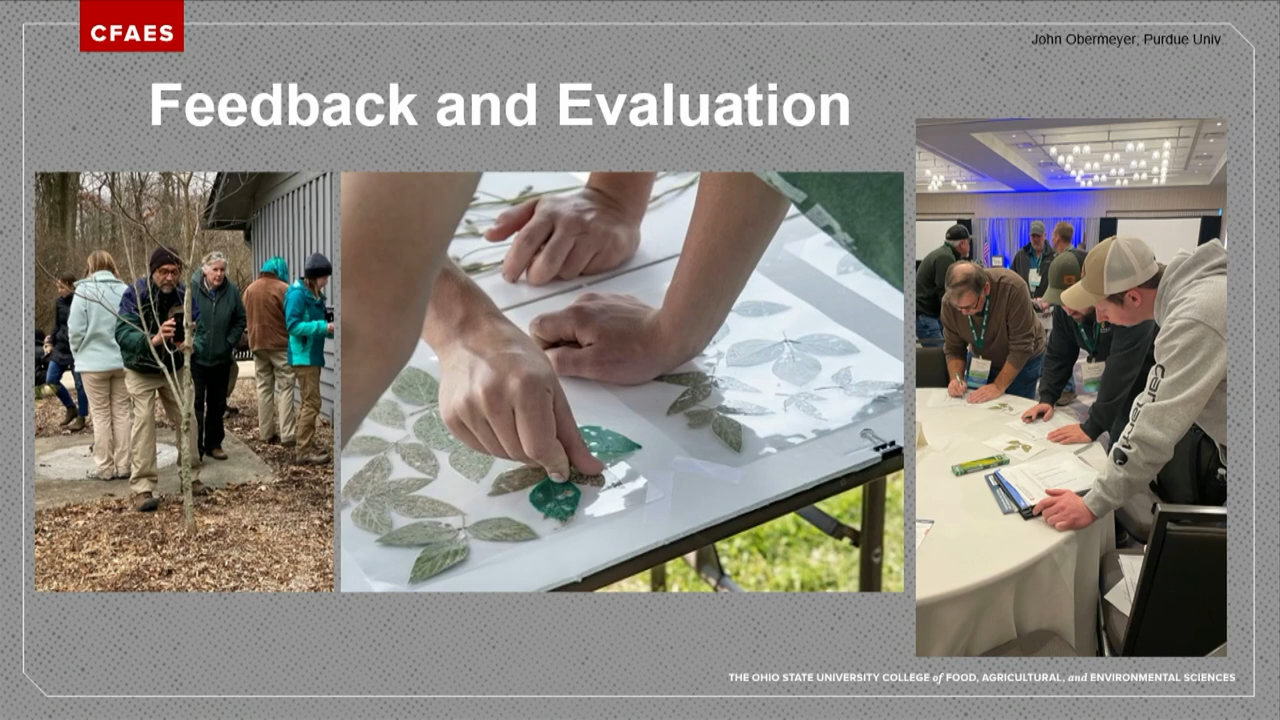 CFAES
John Obermeyer, Purdue Univ.
Feedback and Evaluation
THE OHIO STATE UNIVERSITY COLLEGE of FOOD, AGRICULTURAL, and ENVIRONMENTAL SCIENCES